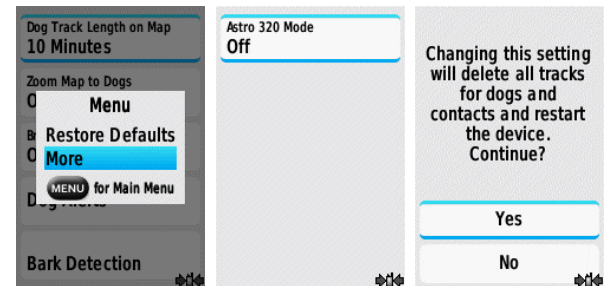 Dog Track Length on Map
10 Minutes
Zoom Map to Dogs
Menu
Restore Defaults
More
MENU for Main Menu
Bark Detection
Astro 320 Mode
Off
Changing this setting
will delete all tracks
for dogs and
contacts and restart
the device.
Continue?
Yes
No